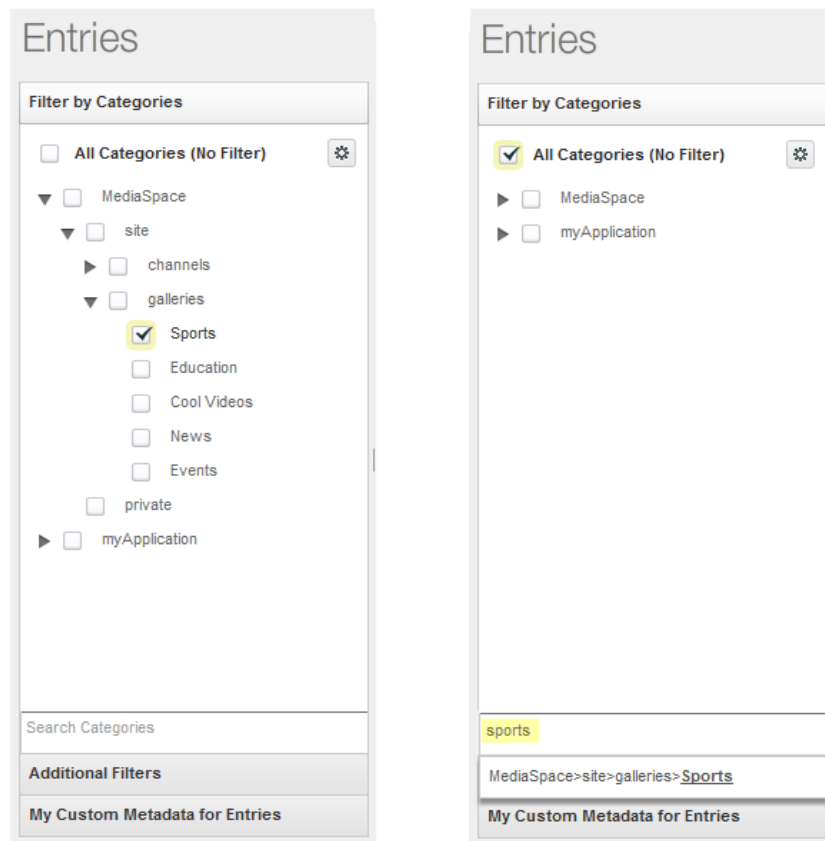 Entries
Filter by Categories
All Categories (No Filter)
MediaSpace
site
channels
galleries
Sports
Education
Cool Videos
News
Events
private
myApplication
Search Categories
Additional Filters
My Custom Metadata for Entries
Entries
Filter by Categories
All Categories (No Filter)
MediaSpace
myApplication
sports
MediaSpace>site>galleries>Sports
My Custom Metadata for Entries